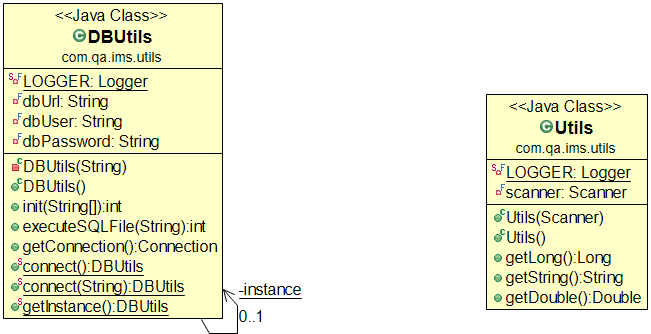 <<Java Class>>
DBUtils
com.qa.ims.utils
LOGGER: Logger
dbUrl: String
dbUser: String
dbPassword: String
DBUtils(String)
DBUtils()
init(String[]):int
executeSQLFile(String):int
getConnection():Connection
connect():DBUtils
connect(String):DBUtils
getInstance():DBUtils
-instance
0..1
<<Java Class>>
Utils
com.qa.ims.utils
LOGGER: Logger
scanner: Scanner
Utils(Scanner)
Utils()
getLong():Long
getString():String
getDouble():Double